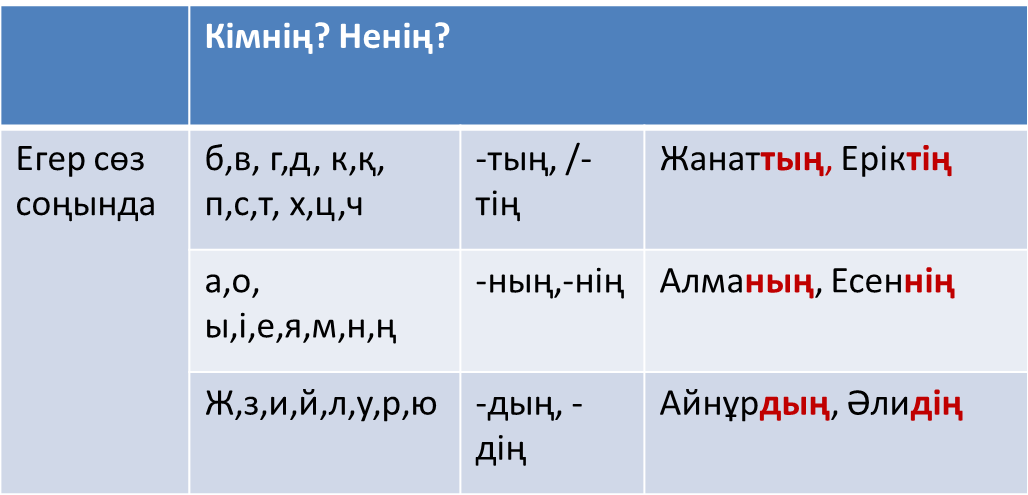 Кімнің? Ненің?
Егер сөз
соңында
б,в, г,д, к,қ,
п,с,т, х,ц,ч
-тың, /-
тің
Жанаттың, Еріктің
а,о,
ы,і,е,я,м,н,ң
-ның,-нің
Алманың, Есеннің
Ж,з,и,й,л,у,р,ю
-дың, -
дің
Айнұрдың, Әлидің